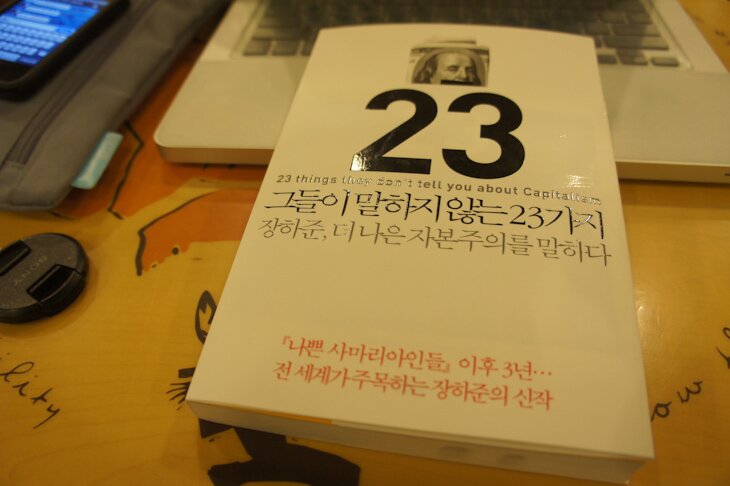 23
23 things they don't tell you about Capitalism
그들이 말하지 않는 23가지
장하준, 더 나은 자본주의를 말하다
『나쁜 사마리아인들』 이후 3년…
전 세계가 주목하는 장하준의 신작
SONY